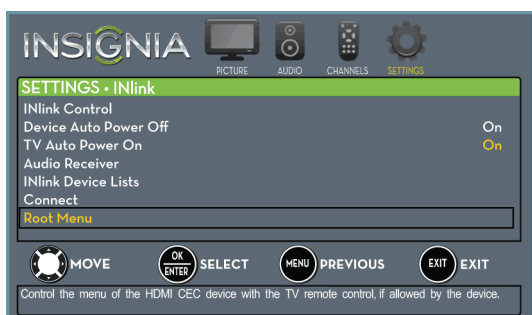 INSIGNIA
PICTURE AUDIO CHANNELS SETTINGS
SETTINGS • INlink
INlink Control
Device Auto Power Off On
TV Auto Power On On
Audio Receiver
INlink Device Lists
Connect
Root Menu
MOVE OK ENTER SELECT MENU PREVIOUS EXIT EXIT
Control the menu of the HDMI CEC device with the TV remote control, if allowed by the device.